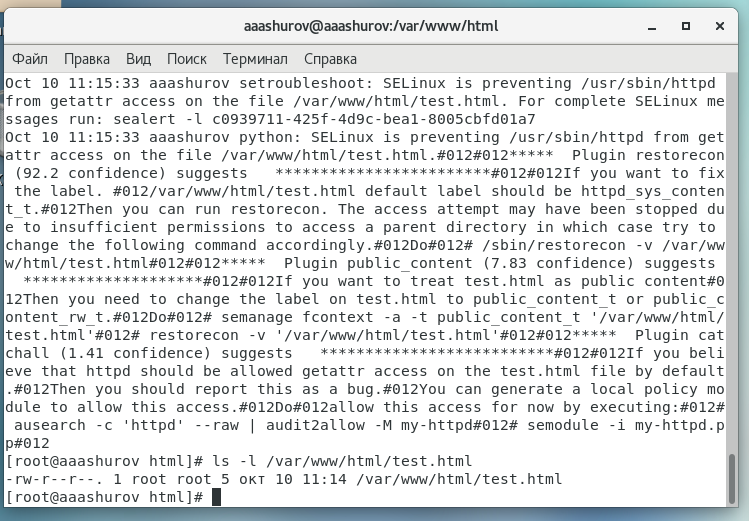 aaashurov@aaashurov:/var/www/html
Файл Правка Вид Поиск Терминал Справка
Oct 10 11:15:33 aaashurov setroubleshoot: SELinux is preventing /usr/sbin/httpd
from getattr access on the file /var/www/html/test.html. For complete SELinux me
ssages run: sealert -l c0939711-425f-4d9c-bea1-8005cbfd01a7
Oct 10 11:15:33 aaashurov python: SELinux is preventing /usr/sbin/httpd from get
attr access on the file /var/www/html/test.html.#012#012*****  Plugin restorecon
 (92.2 confidence) suggests   ************************#012#012If you want to fix
 the label. #012/var/www/html/test.html default label should be httpd_sys_conten
t_t.#012Then you can run restorecon. The access attempt may have been stopped du
e to insufficient permissions to access a parent directory in which case try to
change the following command accordingly.#012Do#012# /sbin/restorecon -v /var/ww
w/html/test.html#012#012*****  Plugin public_content (7.83 confidence) suggests
  ********************#012#012If you want to treat test.html as public content#0
12Then you need to change the label on test.html to public_content_t or public_c
ontent_rw_t.#012Do#012# semanage fcontext -a -t public_content_t '/var/www/html/
test.html'#012# restorecon -v '/var/www/html/test.html'#012#012*****  Plugin cat
chall (1.41 confidence) suggests   **************************#012#012If you beli
eve that httpd should be allowed getattr access on the test.html file by default
.#012Then you should report this as a bug.#012You can generate a local policy mo
dule to allow this access.#012Do#012allow this access for now by executing:#012#
 ausearch -c 'httpd' --raw | audit2allow -M my-httpd#012# semodule -i my-httpd.p
p#012
[root@aaashurov html]# ls -l /var/www/html/test.html
-rw-r--r--. 1 root root 5 окт 10 11:14 /var/www/html/test.html
[root@aaashurov html]#